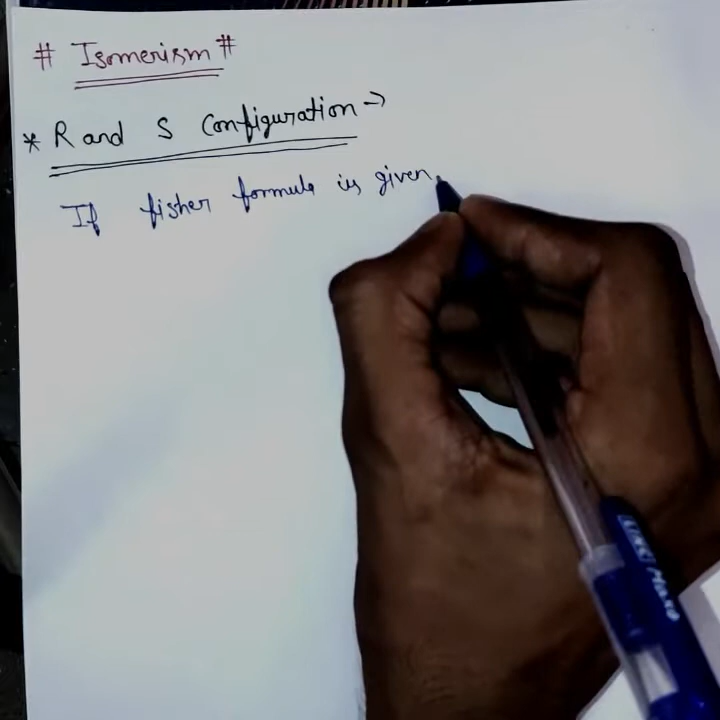 # Isomerism #
* R and S Configuration →
If fisher formula is given,